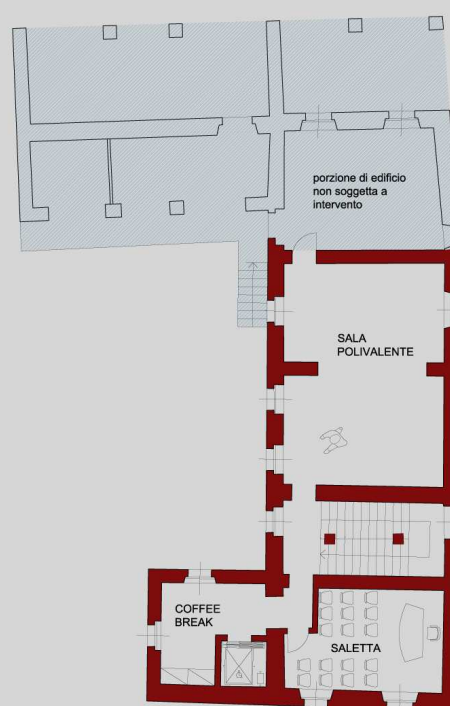 porzione di edificio
non soggetta a
intervento
SALA
POLIVALENTE
COFFEE
BREAK
SALETTA